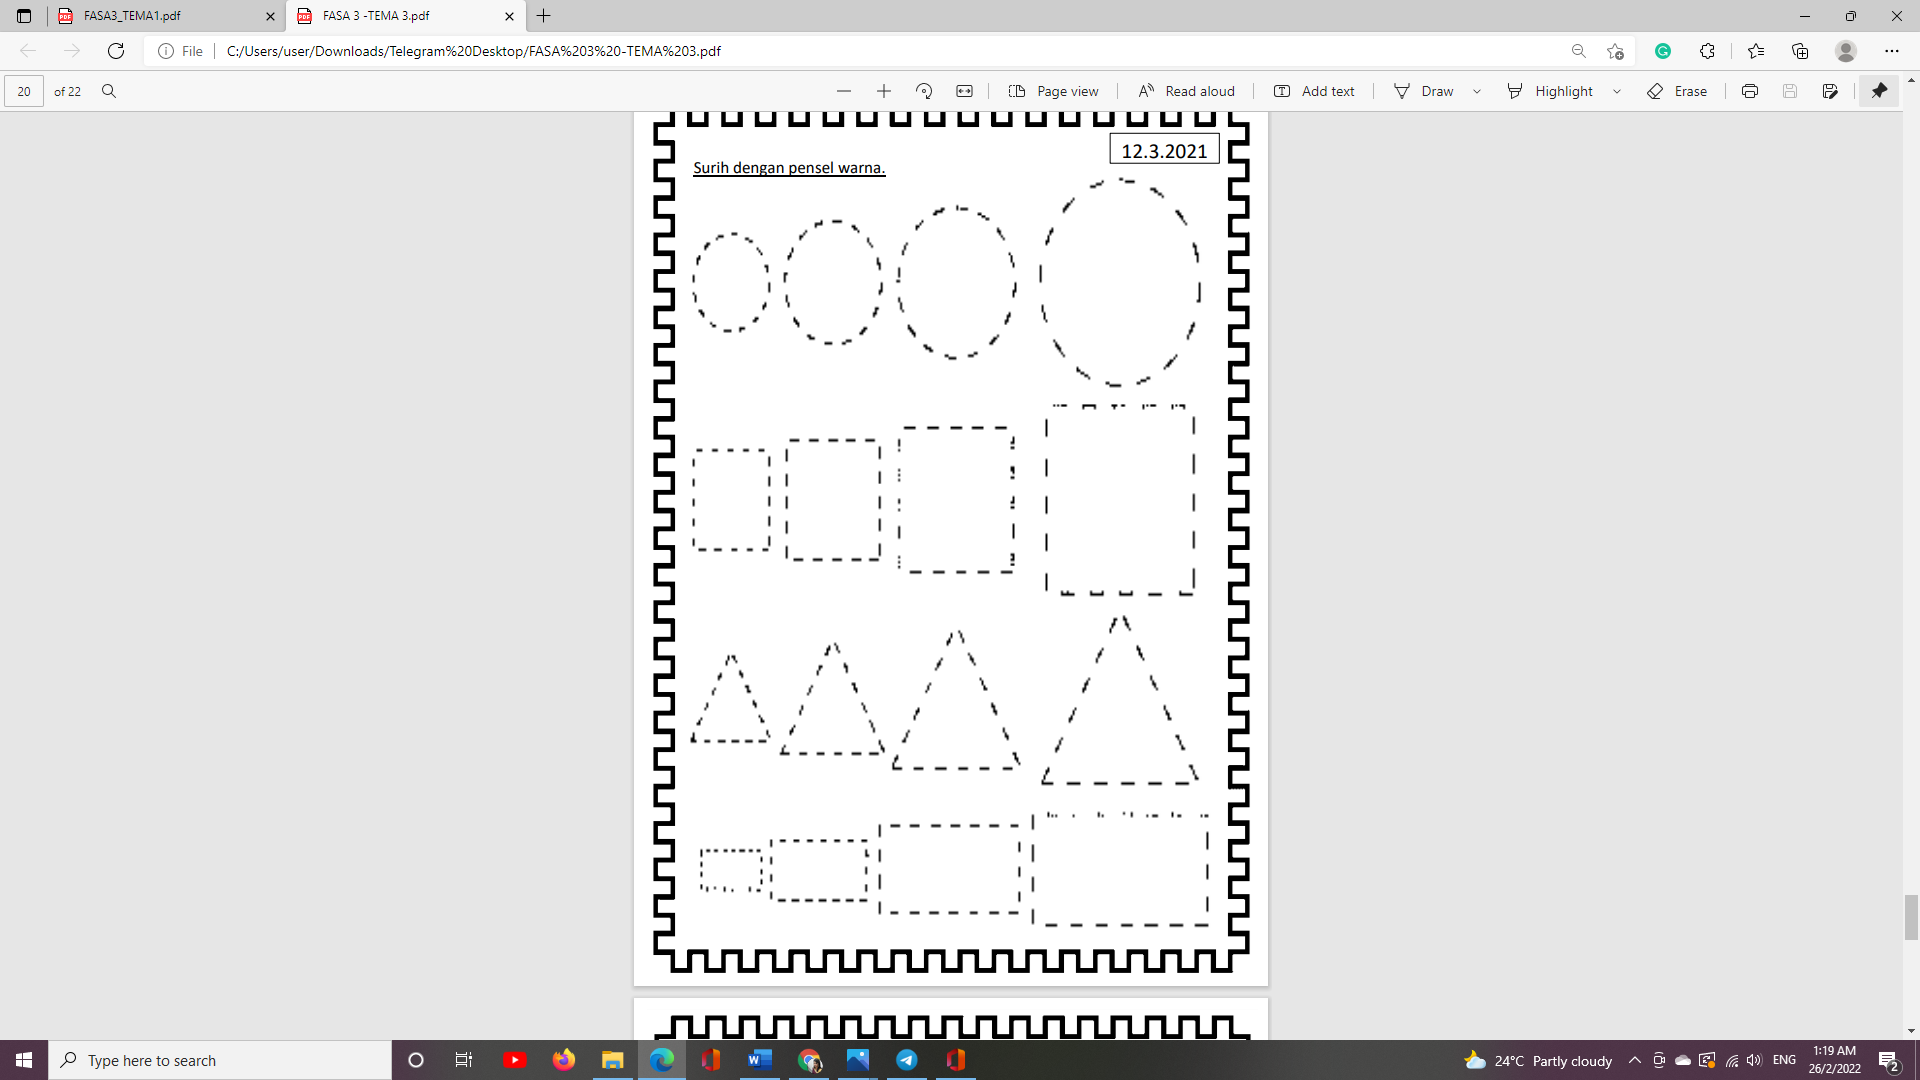 FASA3_TEMA1.pdf
FASA 3 -TEMA 3.pdf
File
C:/Users/user/Downloads/Telegram%20Desktop/FASA%203%20-TEMA%203.pdf
20 of 22
Page view
Read aloud
Add text
Draw
Highlight
Erase
12.3.2021
Surih dengan pensel warna.
Type here to search
24°C Partly cloudy
ENG
1:19 AM
26/2/2022
2